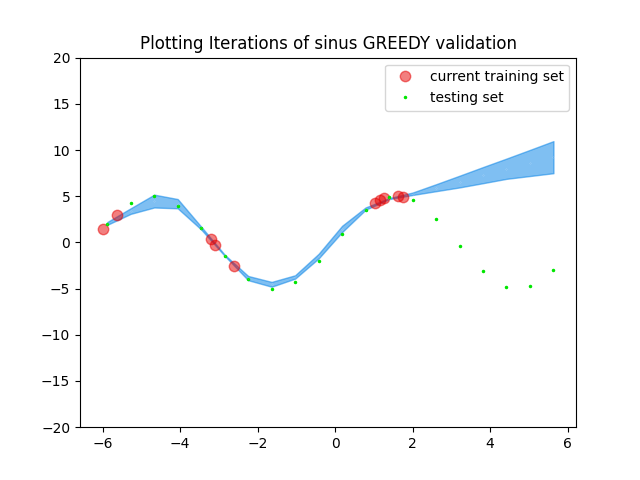 Plotting Iterations of sinus GREEDY validation
current training set
testing set
20
15
10
5
0
−5
−10
−15
−20
−6 −4 −2 0 2 4 6